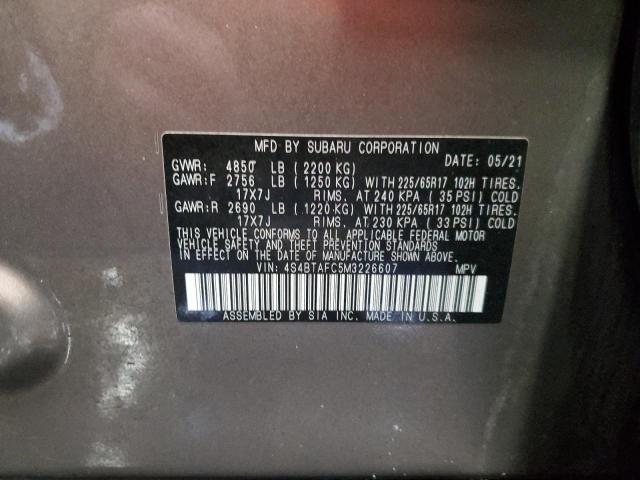 MFD BY SUBARU CORPORATION
GVWR: 4850 LB (2200 KG) DATE: 05/21
GAWR:F 2756 LB (1250 KG) WITH 225/65R17 102H TIRES.
17X7J RIMS. AT 240 KPA (35 PSI) COLD
GAWR:R 2690 LB (1220 KG) WITH 225/65R17 102H TIRES.
17X7J RIMS. AT 230 KPA (33 PSI) COLD
THIS VEHICLE CONFORMS TO ALL APPLICABLE FEDERAL MOTOR
VEHICLE SAFETY AND THEFT PREVENTION STANDARDS
IN EFFECT ON THE DATE OF MANUFACTURE SHOWN ABOVE.
VIN: 4S4BTAFC5M3226607 MPV
ASSEMBLED BY SIA INC. MADE IN U.S.A.